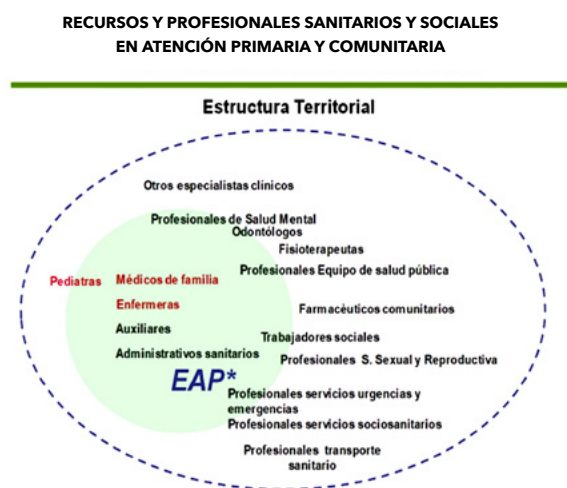 RECURSOS Y PROFESIONALES SANITARIOS Y SOCIALES
EN ATENCIÓN PRIMARIA Y COMUNITARIA
Estructura Territorial
Otros especialistas clínicos
Profesionales de Salud Mental
Odontólogos
Fisioterapeutas
Profesionales Equipo de salud pública
Pediatras
Médicos de familia
Enfermeras
Farmacéuticos comunitarios
Auxiliares
Trabajadores sociales
Administrativos sanitarios
Profesionales S. Sexual y Reproductiva
EAP*
Profesionales servicios urgencias y
emergencias
Profesionales servicios sociosanitarios
Profesionales transporte
sanitario